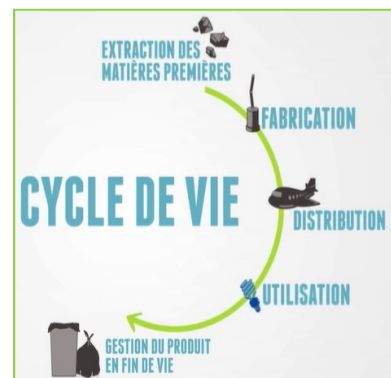 EXTRACTION DES
MATIÈRES PREMIÈRES
FABRICATION
CYCLE DE VIE
DISTRIBUTION
UTILISATION
GESTION DU PRODUIT
EN FIN DE VIE